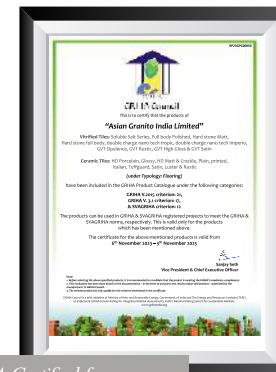 GRIHA Council
This is to certify that the products of
"Asian Granito India Limited"
Vitrified Tiles: Soluble Salt Series, Full body Polished, Hard stone Matt,
Hard stone full body, double charge nano tech tropic, double charge nano tech Imperio,
GVT Opulence, GVT Rustic, GVT High Gloss & GVT Satin
Ceramic Tiles: HD Porcelain, Glossy, HD Matt & Crackle, Plain, printed,
Italian, Tuffguard, Satin, Luster & Rustic
(under Typology: Flooring)
have been included in the GRIHA Product Catalogue under the following categories:
GRIHA V.2015 criterion: 21,
GRIHA V. 3.1 criterion: 17,
& SVAGRIHA criterion: 12
The products can be used in GRIHA & SVAGRIHA registered projects to meet the GRIHA &
SVAGRIHA norms, respectively. This is valid only for the products
which has been mentioned above.
The certificate for the above-mentioned products is valid from
6th November 2023 – 5th November 2025
Sanjay Seth
Vice President & Chief Executive Officer